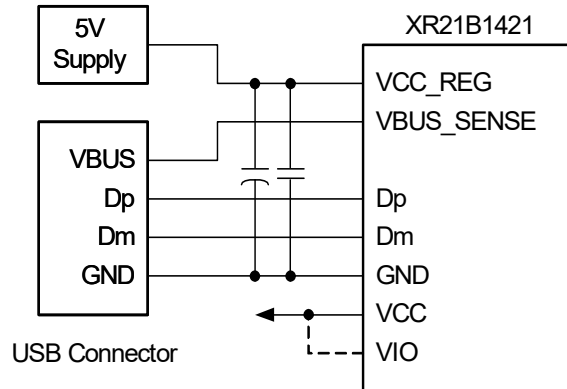 5V
Supply
XR21B1421
VCC_REG
VBUS_SENSE
VBUS
Dp
Dp
Dm
Dm
GND
GND
VCC
VIO
USB Connector